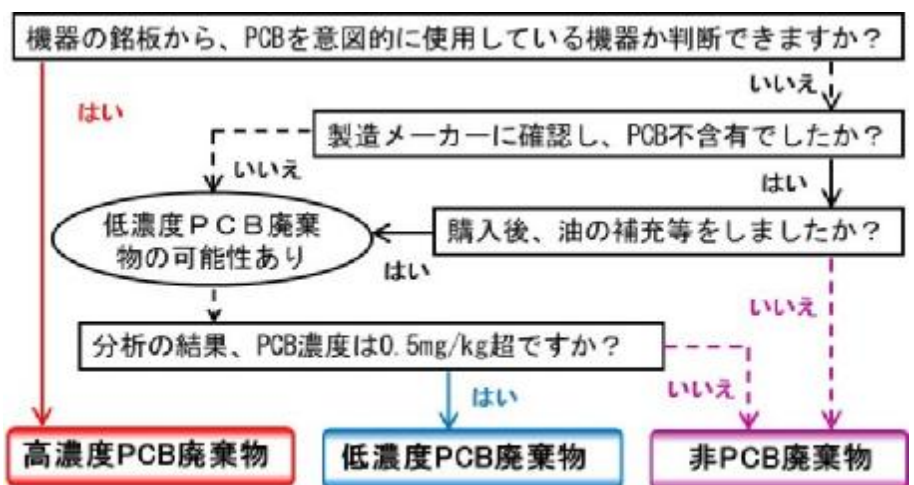 機器の銘板から、PCBを意図的に使用している機器か判断できますか？
はい
いいえ
製造メーカーに確認し、PCB不含有でしたか？
いいえ
はい
低濃度ＰＣＢ廃棄
物の可能性あり
購入後、油の補充等をしましたか？
はい
いいえ
分析の結果、PCB濃度は0.5mg/kg超ですか？
はい
いいえ
高濃度PCB廃棄物
低濃度PCB廃棄物
非PCB廃棄物